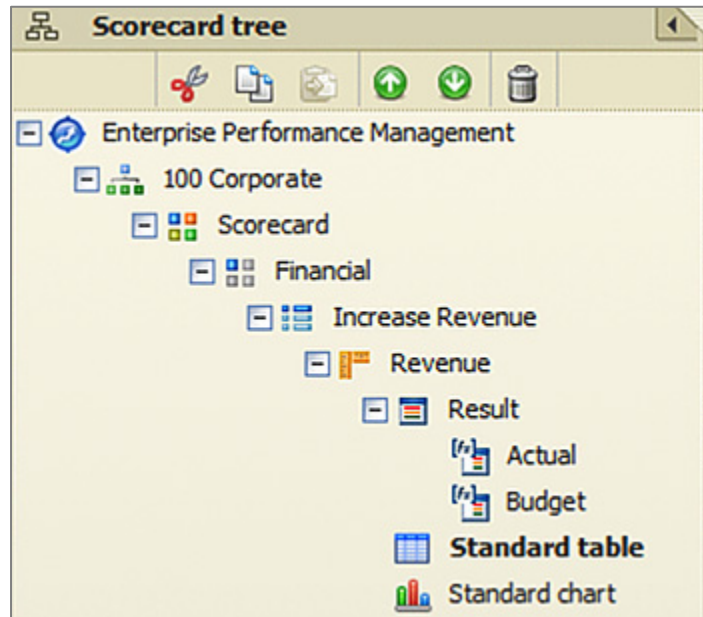 Scorecard tree
Enterprise Performance Management
100 Corporate
Scorecard
Financial
Increase Revenue
Revenue
Result
Actual
Budget
Standard table
Standard chart